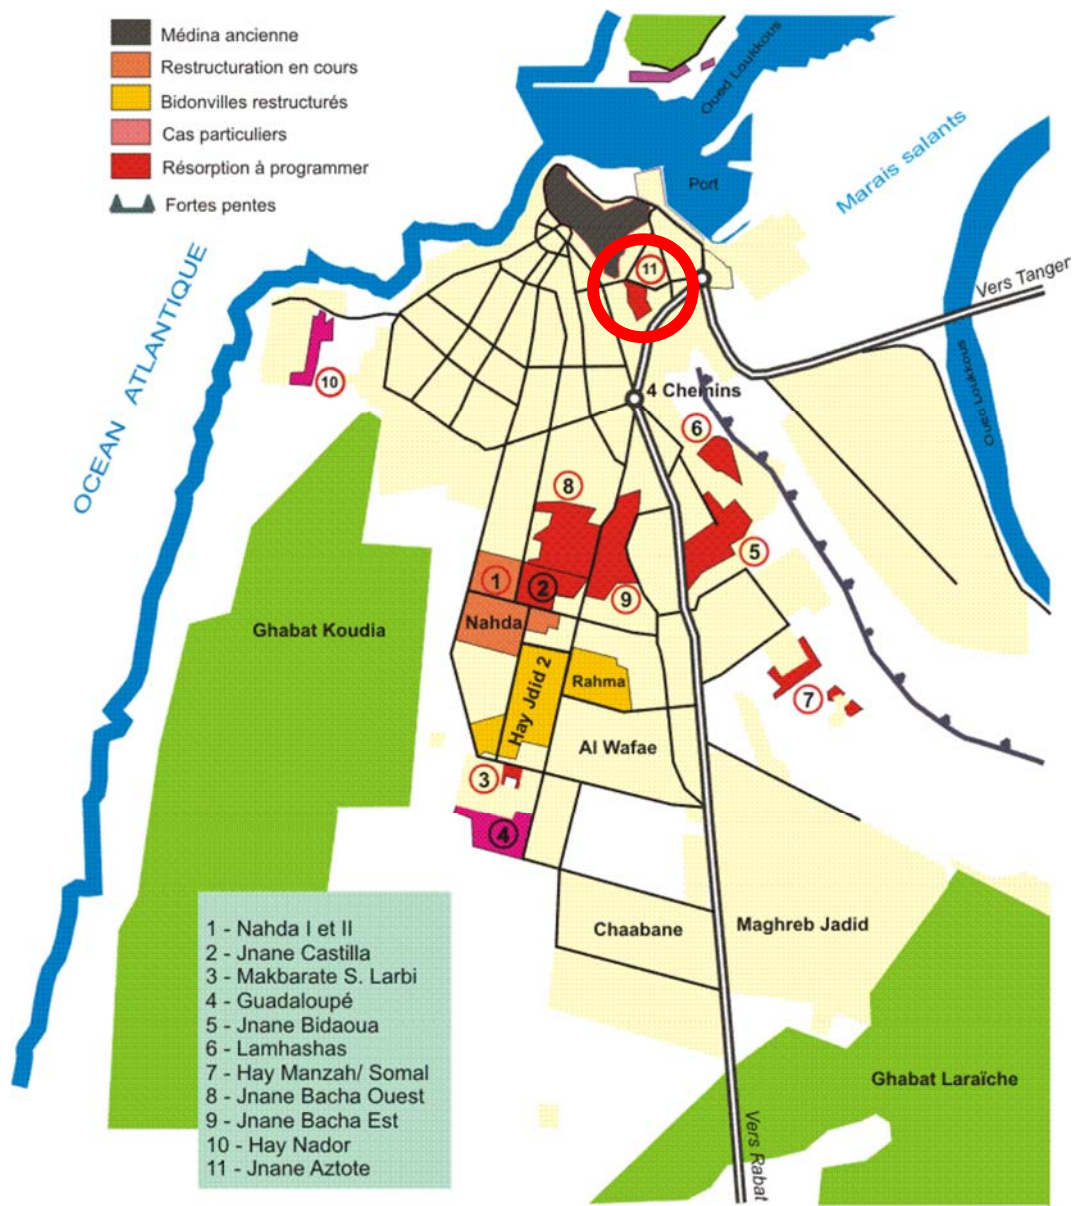 Médina ancienne
Restructuration en cours
Bidonvilles restructurés
Cas particuliers
Résorption à programmer
Fortes pentes
Oued Loukkous
Marais salants
Port
11
Vers Tanger
OCEAN ATLANTIQUE
10
4 Chemins
Oued Loukkous
6
8
5
1
2
9
Nahda
Ghabat Koudia
Hay Jdid 2
Rahma
7
Al Wafae
3
4
Chaabane
Maghreb Jadid
1 - Nahda I et II
2 - Jnane Castilla
3 - Makbarate S. Larbi
4 - Guadaloupé
5 - Jnane Bidaoua
6 - Lamhashas
7 - Hay Manzah/ Somal
8 - Jnane Bacha Ouest
9 - Jnane Bacha Est
10 - Hay Nador
11 - Jnane Aztote
Ghabat Laraïche
Vers Rabat